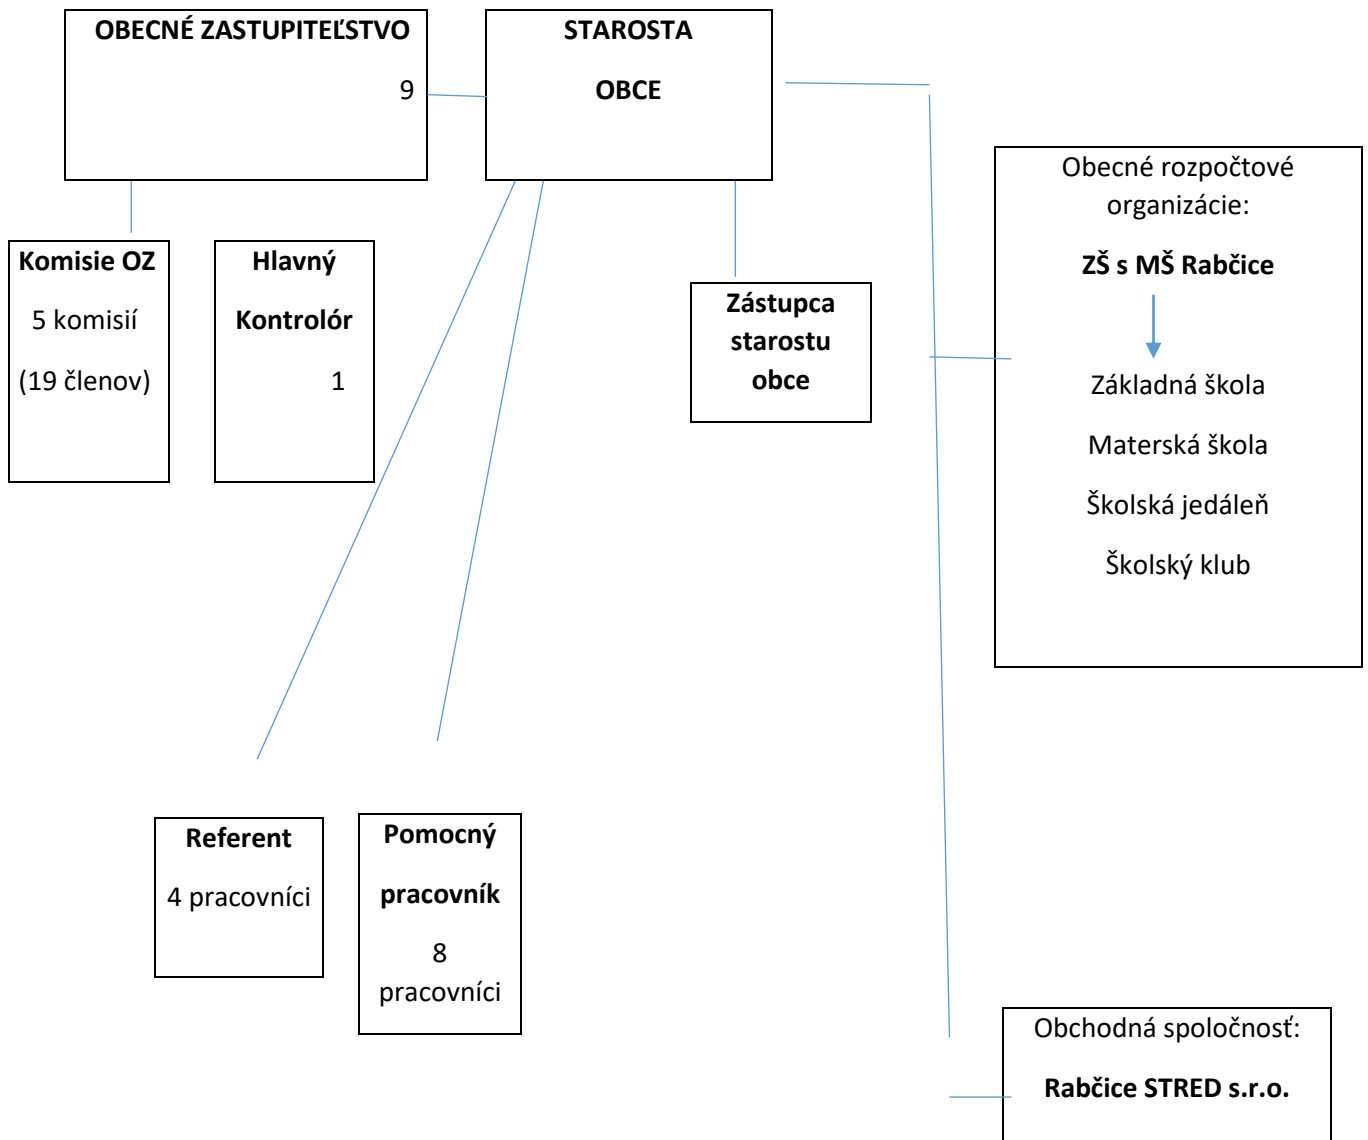 OBECNÉ ZASTUPITEĽSTVO
9
STAROSTA
OBCE
Komisie OZ
5 komisií
(19 členov)
Hlavný
Kontrolór
1
Zástupca
starostu
obce
Obecné rozpočtové
organizácie:
ZŠ s MŠ Rabčice
Základná škola
Materská škola
Školská jedáleň
Školský klub
Referent
4 pracovníci
Pomocný
pracovník
8
pracovníci
Obchodná spoločnosť:
Rabčice STRED s.r.o.